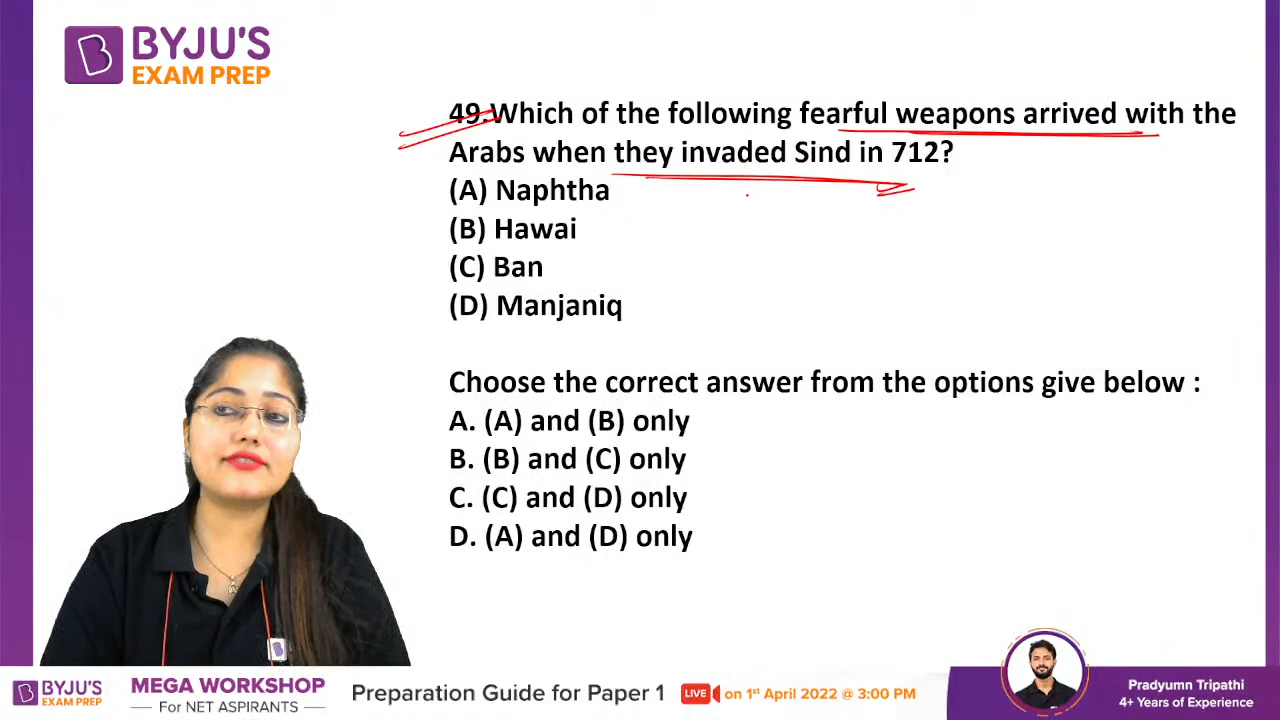 BYJU'S
EXAM PREP
49.Which of the following fearful weapons arrived with the
Arabs when they invaded Sind in 712?
(A) Naphtha
(B) Hawai
(C) Ban
(D) Manjaniq
Choose the correct answer from the options give below :
A. (A) and (B) only
B. (B) and (C) only
C. (C) and (D) only
D. (A) and (D) only
BYJU'S
EXAM PREP
MEGA WORKSHOP
For NET ASPIRANTS
Preparation Guide for Paper 1
LIVE
on 1st April 2022 @ 3:00 PM
Pradyumn Tripathi
4+ Years of Experience